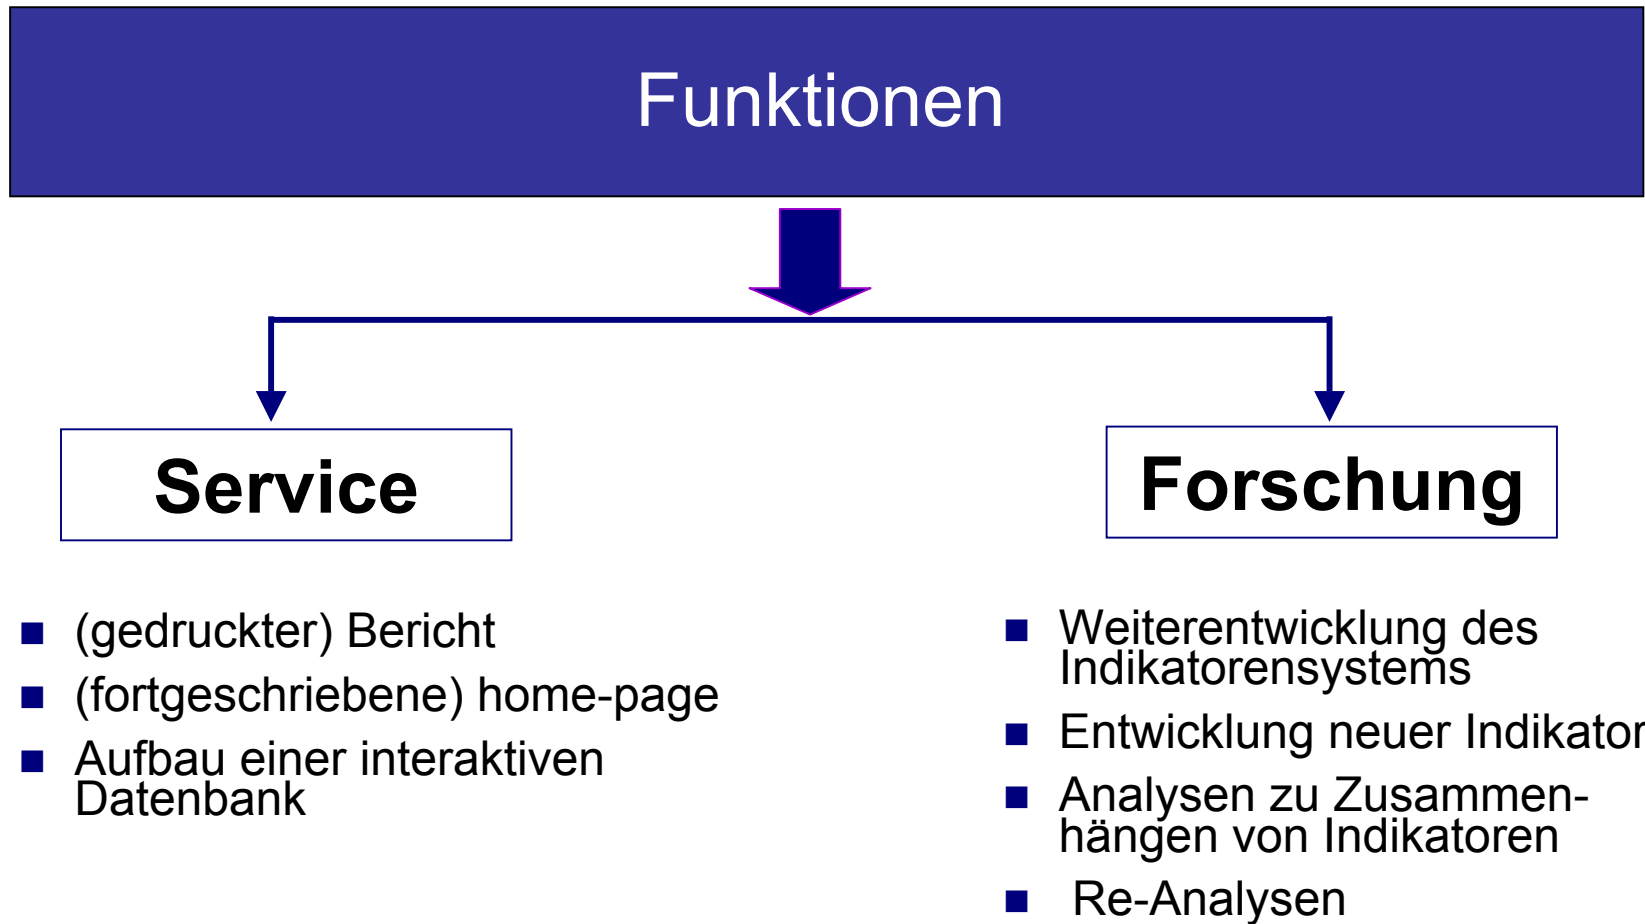 Funktionen
Service
(gedruckter) Bericht
(fortgeschriebene) home-page
Aufbau einer interaktiven
Datenbank
Forschung
Weiterentwicklung des
Indikatorensystems
Entwicklung neuer Indikator
Analysen zu Zusammen-
hängen von Indikatoren
Re-Analysen